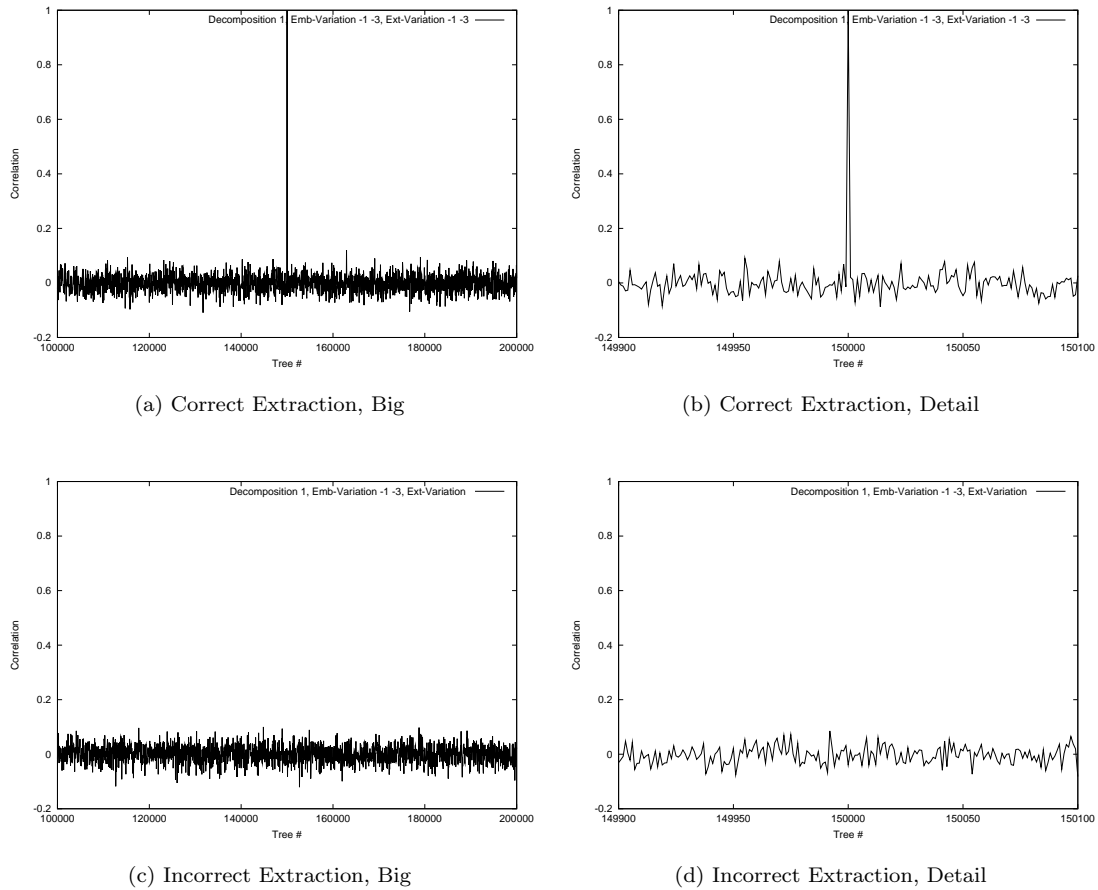 Decomposition 1, Emb-Variation -1 -3, Ext-Variation -1 -3
1
0.8
0.6
0.4
0.2
0
-0.2
Correlation
100000 120000 140000 160000 180000 200000
Tree #
(a) Correct Extraction, Big
Decomposition 1, Emb-Variation -1 -3, Ext-Variation -1 -3
1
0.8
0.6
0.4
0.2
0
-0.2
Correlation
149900 149950 150000 150050 150100
Tree #
(b) Correct Extraction, Detail
Decomposition 1, Emb-Variation -1 -3, Ext-Variation
1
0.8
0.6
0.4
0.2
0
-0.2
Correlation
100000 120000 140000 160000 180000 200000
Tree #
(c) Incorrect Extraction, Big
Decomposition 1, Emb-Variation -1 -3, Ext-Variation
1
0.8
0.6
0.4
0.2
0
-0.2
Correlation
149900 149950 150000 150050 150100
Tree #
(d) Incorrect Extraction, Detail